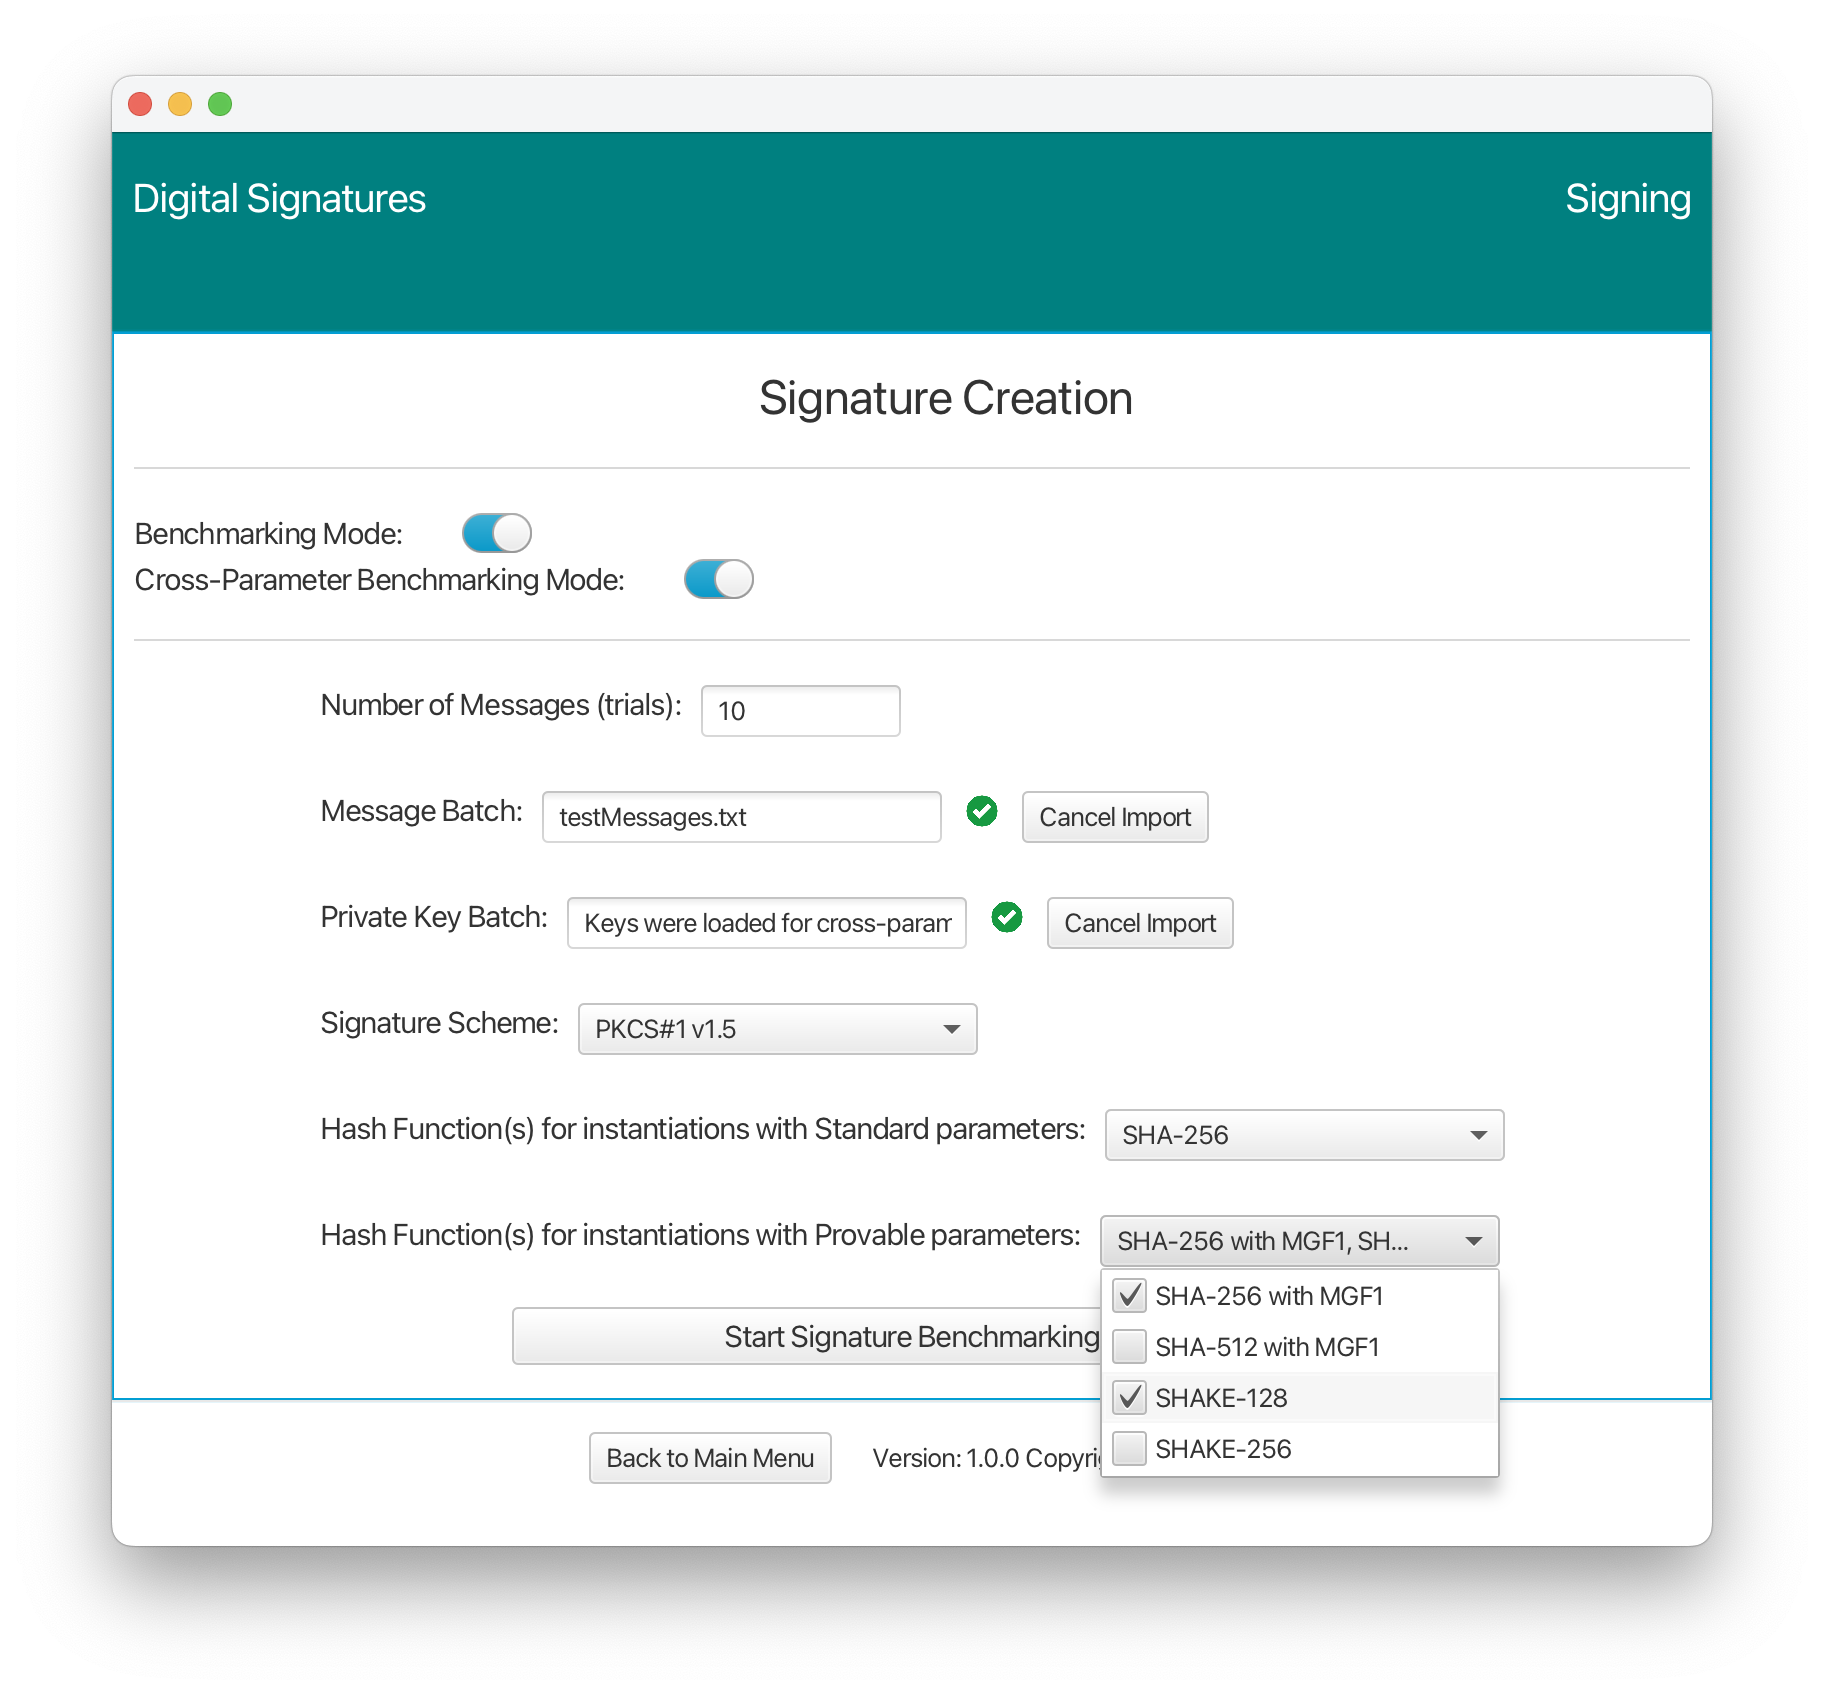 Digital Signatures
Signing
Signature Creation
Benchmarking Mode:
Cross-Parameter Benchmarking Mode:
Number of Messages (trials): 10
Message Batch: testMessages.txt Cancel Import
Private Key Batch: Keys were loaded for cross-param Cancel Import
Signature Scheme: PKCS#1 v1.5
Hash Function(s) for instantiations with Standard parameters: SHA-256
Hash Function(s) for instantiations with Provable parameters: SHA-256 with MGF1, SH...
SHA-256 with MGF1
Start Signature Benchmarking
SHA-512 with MGF1
SHAKE-128
SHAKE-256
Back to Main Menu
Version: 1.0.0 Copyri